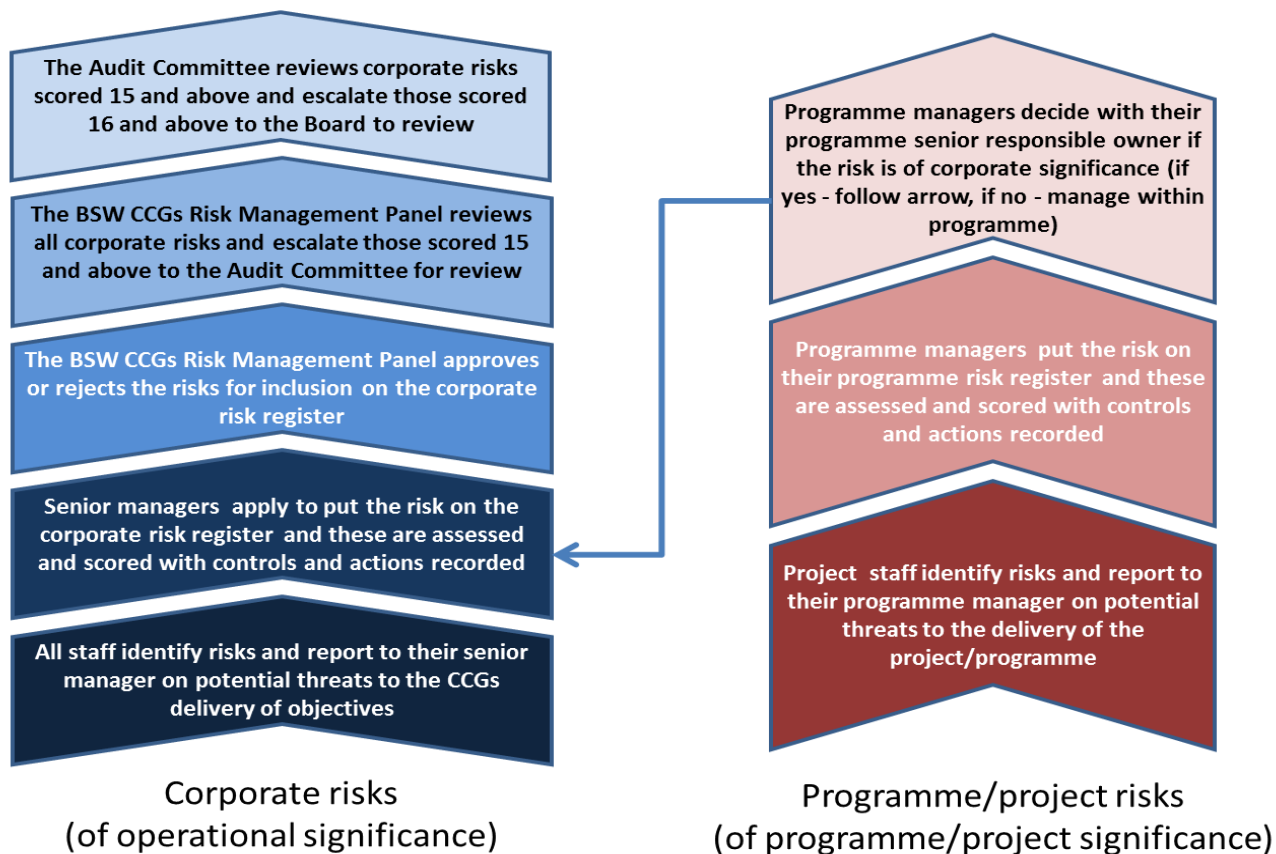 The Audit Committee reviews corporate risks
scored 15 and above and escalate those scored
16 and above to the Board to review
The BSW CCGs Risk Management Panel reviews
all corporate risks and escalate those scored 15
and above to the Audit Committee for review
The BSW CCGs Risk Management Panel approves
or rejects the risks for inclusion on the corporate
risk register
Senior managers apply to put the risk on the
corporate risk register and these are assessed
and scored with controls and actions recorded
All staff identify risks and report to their senior
manager on potential threats to the CCGs
delivery of objectives
Corporate risks
(of operational significance)
Programme managers decide with their
programme senior responsible owner if
the risk is of corporate significance (if
yes - follow arrow, if no - manage within
programme)
Programme managers put the risk on
their programme risk register and these
are assessed and scored with controls
and actions recorded
Project staff identify risks and report to
their programme manager on potential
threats to the delivery of the
project/programme
Programme/project risks
(of programme/project significance)